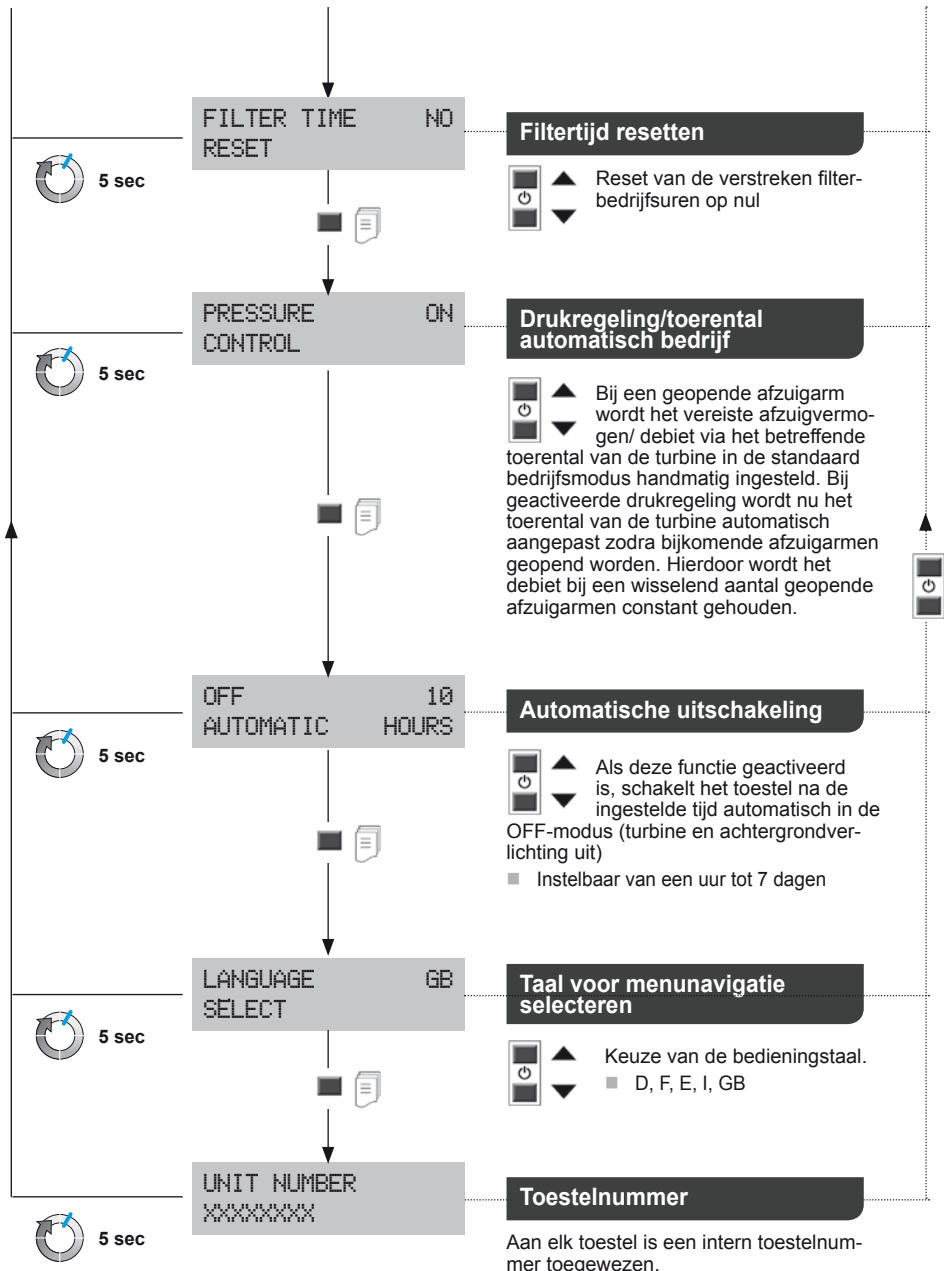 FILTER TIME NO
RESET
Filtertijd resetten
5 sec
Reset van de verstreken filter-
bedrijfsuren op nul
PRESSURE ON
CONTROL
Drukregeling/toerental
automatisch bedrijf
5 sec
Bij een geopende afzuigarm
wordt het vereiste afzuigvermo-
gen/ debiet via het betreffende
toerental van de turbine in de standaard
bedrijfsmodus handmatig ingesteld. Bij
geactiveerde drukregeling wordt nu het
toerental van de turbine automatisch
aangepast zodra bijkomende afzuigarmen
geopend worden. Hierdoor wordt het
debiet bij een wisselend aantal geopende
afzuigarmen constant gehouden.
OFF 10
AUTOMATIC HOURS
Automatische uitschakeling
5 sec
Als deze functie geactiveerd
is, schakelt het toestel na de
ingestelde tijd automatisch in de
OFF-modus (turbine en achtergrondver-
lichting uit)
Instelbaar van een uur tot 7 dagen
LANGUAGE GB
SELECT
Taal voor menunavigatie
selecteren
5 sec
Keuze van de bedieningstaal.
D, F, E, I, GB
UNIT NUMBER
XXXXXXXXX
Toestelnummer
5 sec
Aan elk toestel is een intern toestelnum-
mer toegewezen.